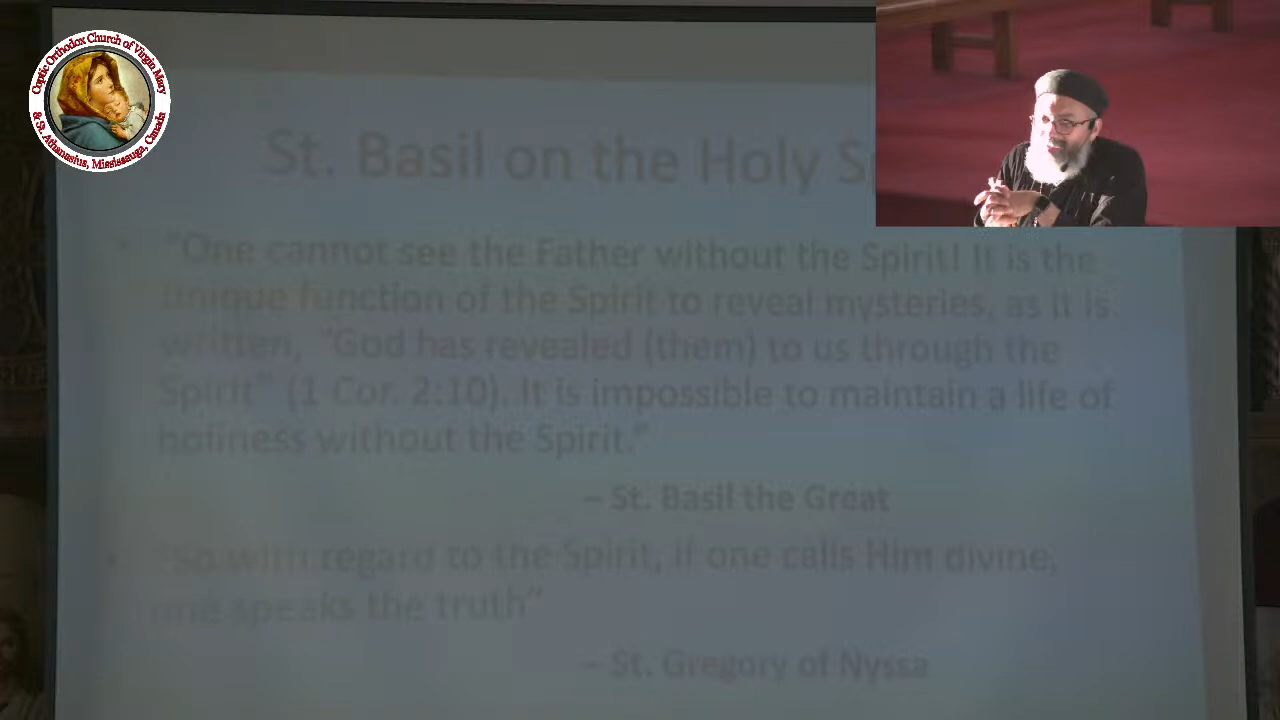 Coptic Orthodox Church of Virgin Mary
& St. Athanasius, Mississauga, Canada
St. Basil on the Holy
"One cannot see the Father without the Spirit! It is the
unique function of the Spirit to reveal mysteries, as it is
written, "God has revealed (them) to us through the
Spirit" (1 Cor. 2:10). It is impossible to maintain a life of
holiness without the Spirit."
– St. Basil the Great
"So with regard to the Spirit, if one calls Him divine,
one speaks the truth"
– St. Gregory of Nyssa